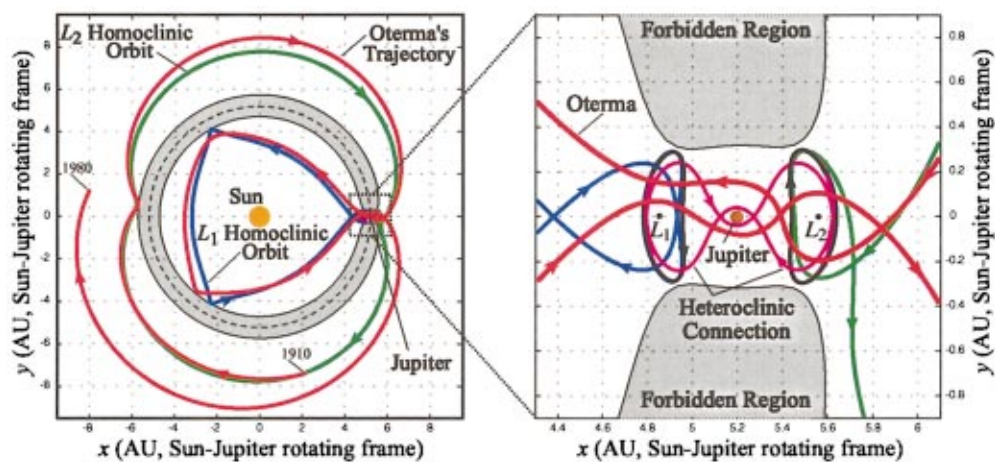 L2 Homoclinic
Orbit
Oterma's
Trajectory
1980
Sun
L1 Homoclinic
Orbit
1910
Jupiter
y (AU, Sun-Jupiter rotating frame)
8
6
4
2
0
-2
-4
-6
-8
-8 -6 -4 -2 0 2 4 6 8
x (AU, Sun-Jupiter rotating frame)
Forbidden Region
Oterma
L1
L2
Jupiter
Heteroclinic
Connection
Forbidden Region
0.8
0.6
0.4
0.2
0
-0.2
-0.4
-0.6
-0.8
y (AU, Sun-Jupiter rotating frame)
4.4 4.6 4.8 5 5.2 5.4 5.6 5.8 6
x (AU, Sun-Jupiter rotating frame)